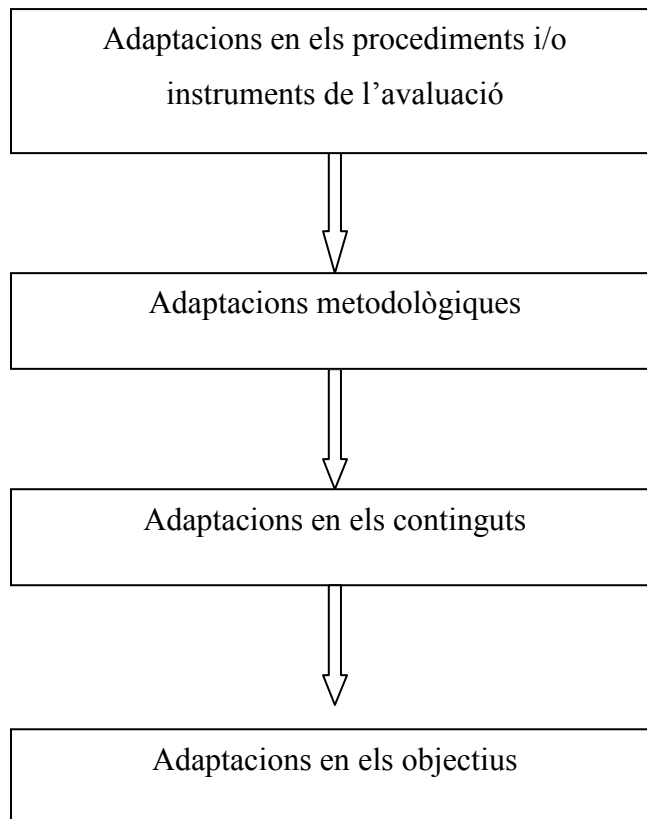 Adaptacions en els procediments i/o
instruments de l’avaluació
Adaptacions metodològiques
Adaptacions en els continguts
Adaptacions en els objectius